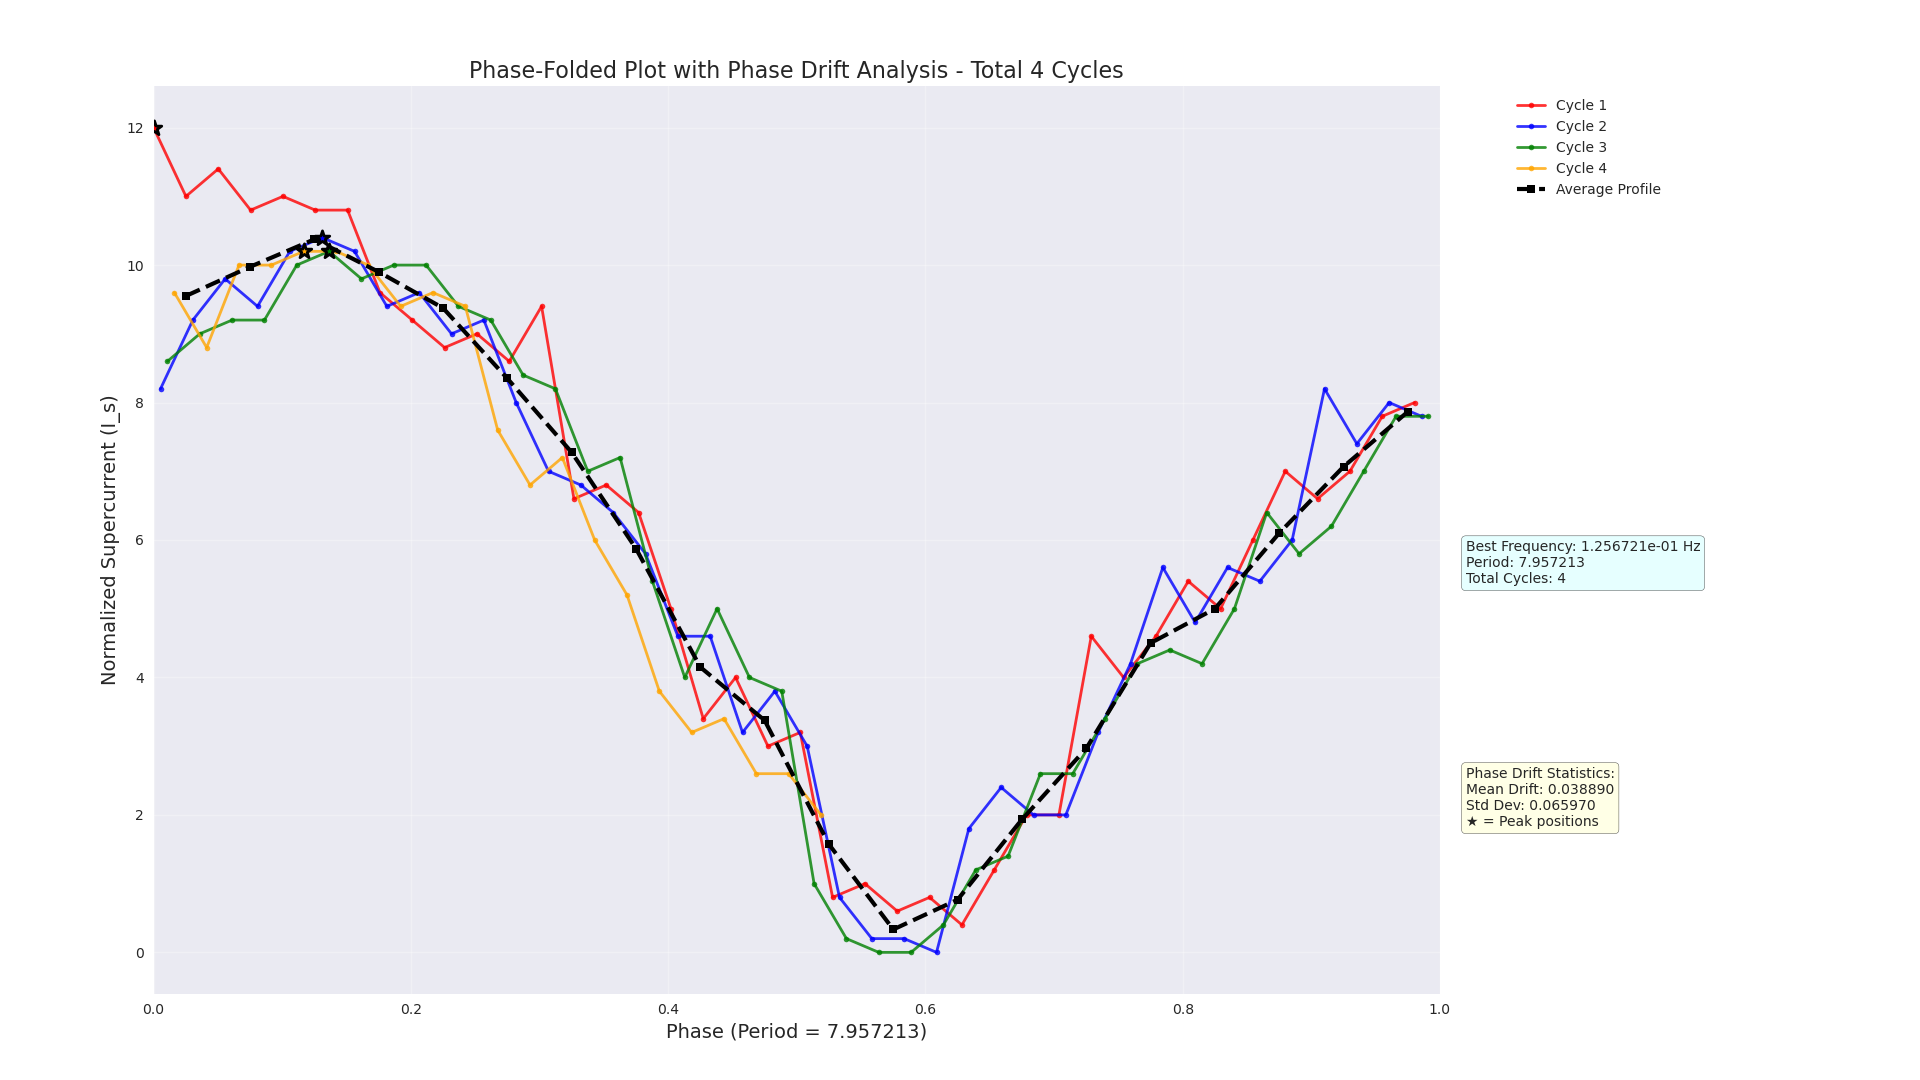 Phase-Folded Plot with Phase Drift Analysis - Total 4 Cycles
Normalized Supercurrent (I_s)
12
10
8
6
4
2
0
0.0
0.2
0.4
0.6
0.8
1.0
Phase (Period = 7.957213)
Cycle 1
Cycle 2
Cycle 3
Cycle 4
Average Profile
Best Frequency: 1.256721e-01 Hz
Period: 7.957213
Total Cycles: 4
Phase Drift Statistics:
Mean Drift: 0.038890
Std Dev: 0.065970
★ = Peak positions